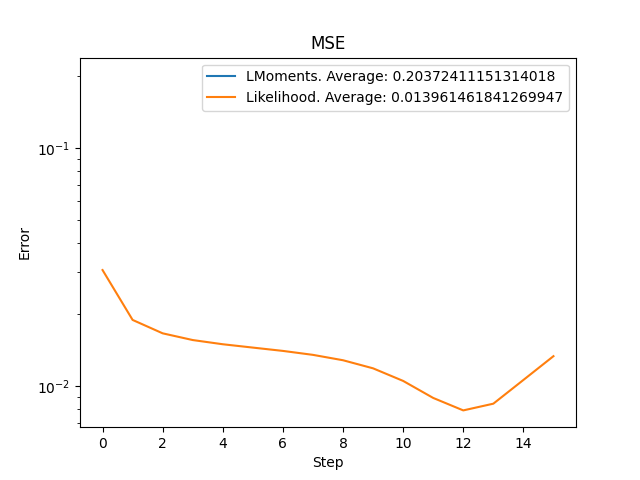 MSE
LMoments. Average: 0.20372411151314018
Likelihood. Average: 0.013961461841269947
10⁻¹
10⁻²
Error
0 2 4 6 8 10 12 14
Step